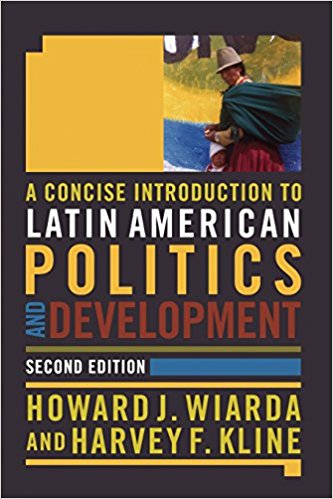 A CONCISE INTRODUCTION TO
LATIN AMERICAN
POLITICS
AND DEVELOPMENT
SECOND EDITION
HOWARD J. WIARDA
AND HARVEY F. KLINE